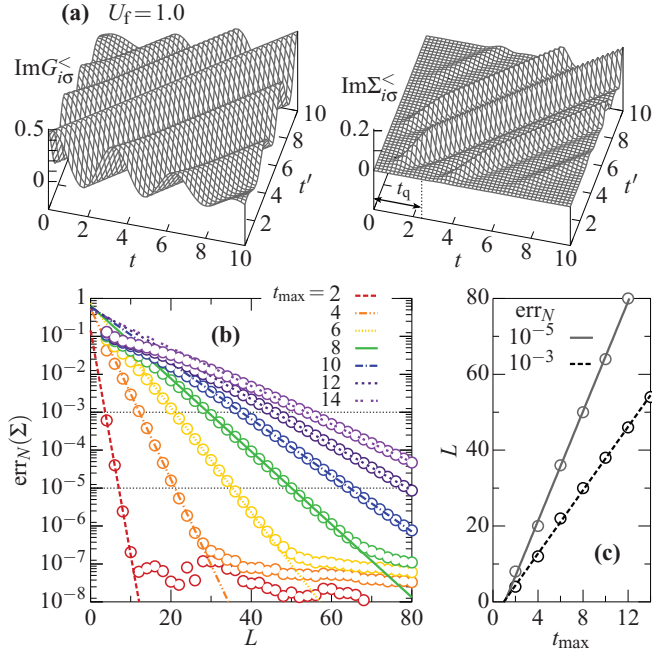 (a) U_f = 1.0
ImG^<_{iσ}
0.5
0
0 2 4 6 8 10
t
2 4 6 8 10
t′
ImΣ^<_{iσ}
0.2
0
t_q
0 2 4 6 8 10
t
2 4 6 8 10
t′
(b)
err_N(Σ)
1
10^{-1}
10^{-2}
10^{-3}
10^{-4}
10^{-5}
10^{-6}
10^{-7}
10^{-8}
t_max = 2
4
6
8
10
12
14
0 20 40 60 80
L
(c)
L
80
60
40
20
0
err_N
10^{-5}
10^{-3}
0 4 8 12
t_max